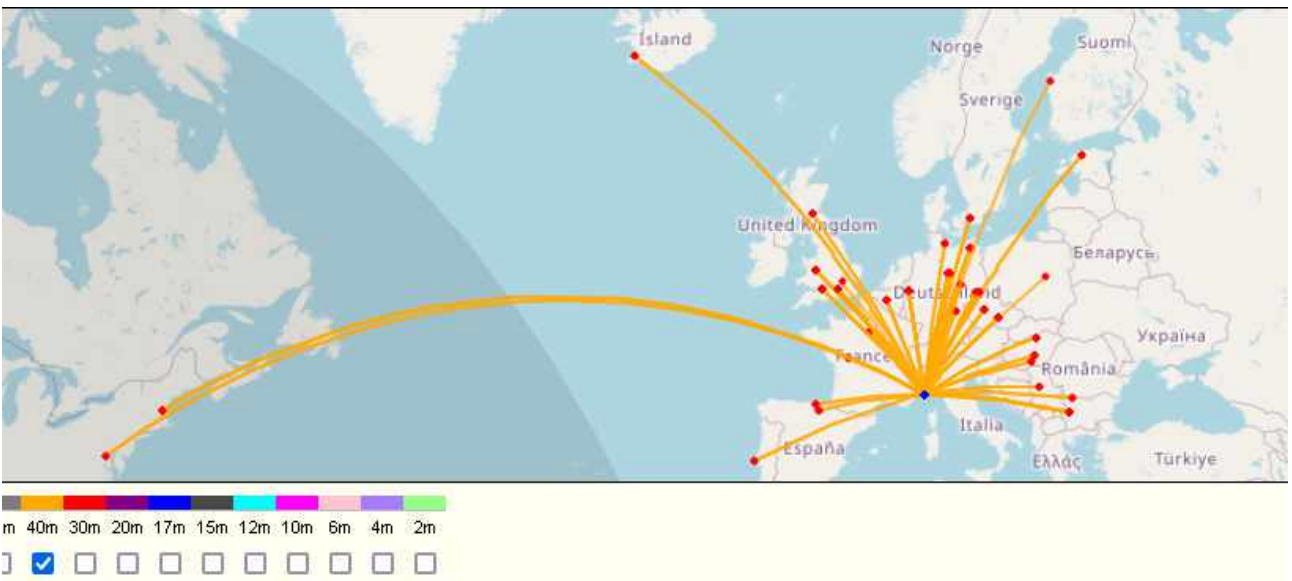 Ísland
Norge
Suomi
Sverige
United Kingdom
Беларусь
Deutschland
Україна
France
România
Italia
España
Ελλάς
Türkiye
m 40m 30m 20m 17m 15m 12m 10m 6m 4m 2m